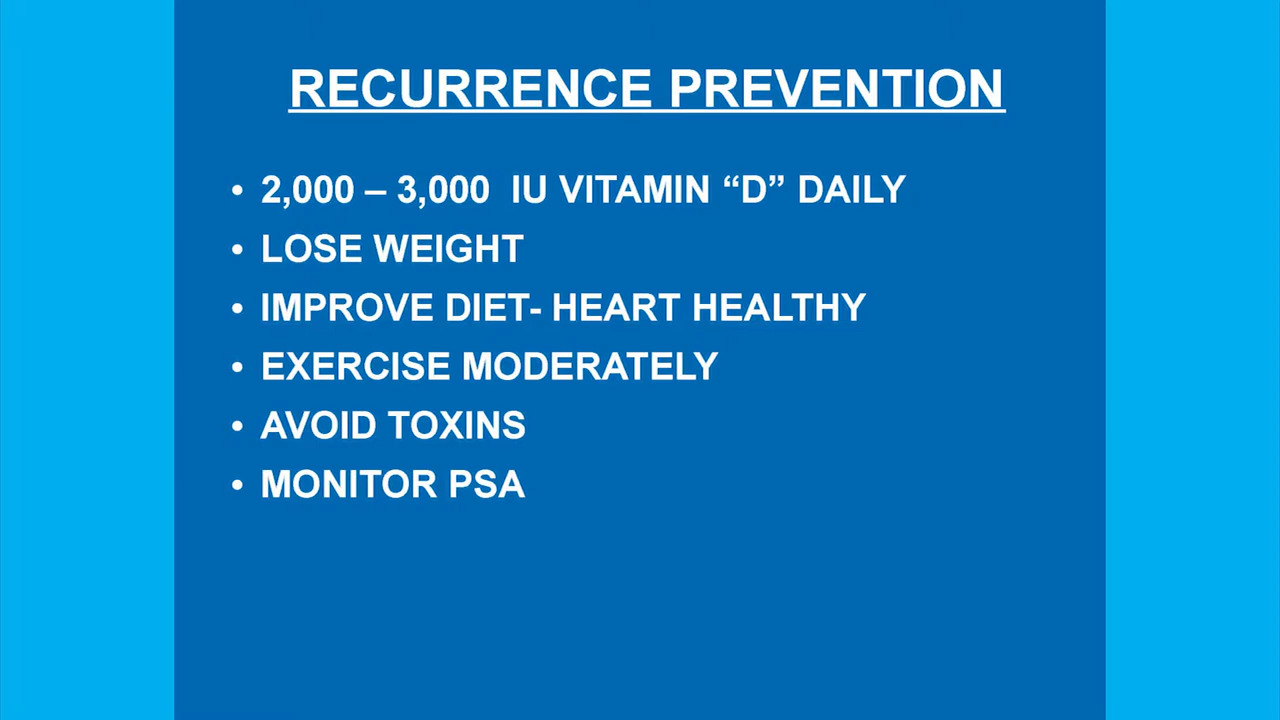 RECURRENCE PREVENTION
• 2,000 – 3,000 IU VITAMIN “D” DAILY
• LOSE WEIGHT
• IMPROVE DIET- HEART HEALTHY
• EXERCISE MODERATELY
• AVOID TOXINS
• MONITOR PSA